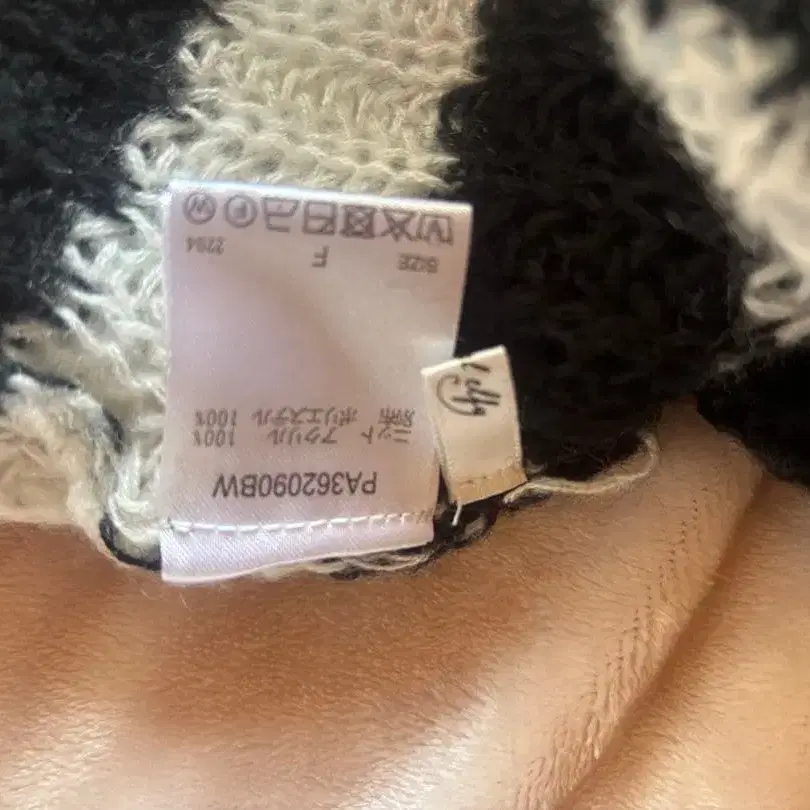 PA362090BW
ニット アクリル 100%
別布 ポリエステル 100%
SIZE F 2294
W F